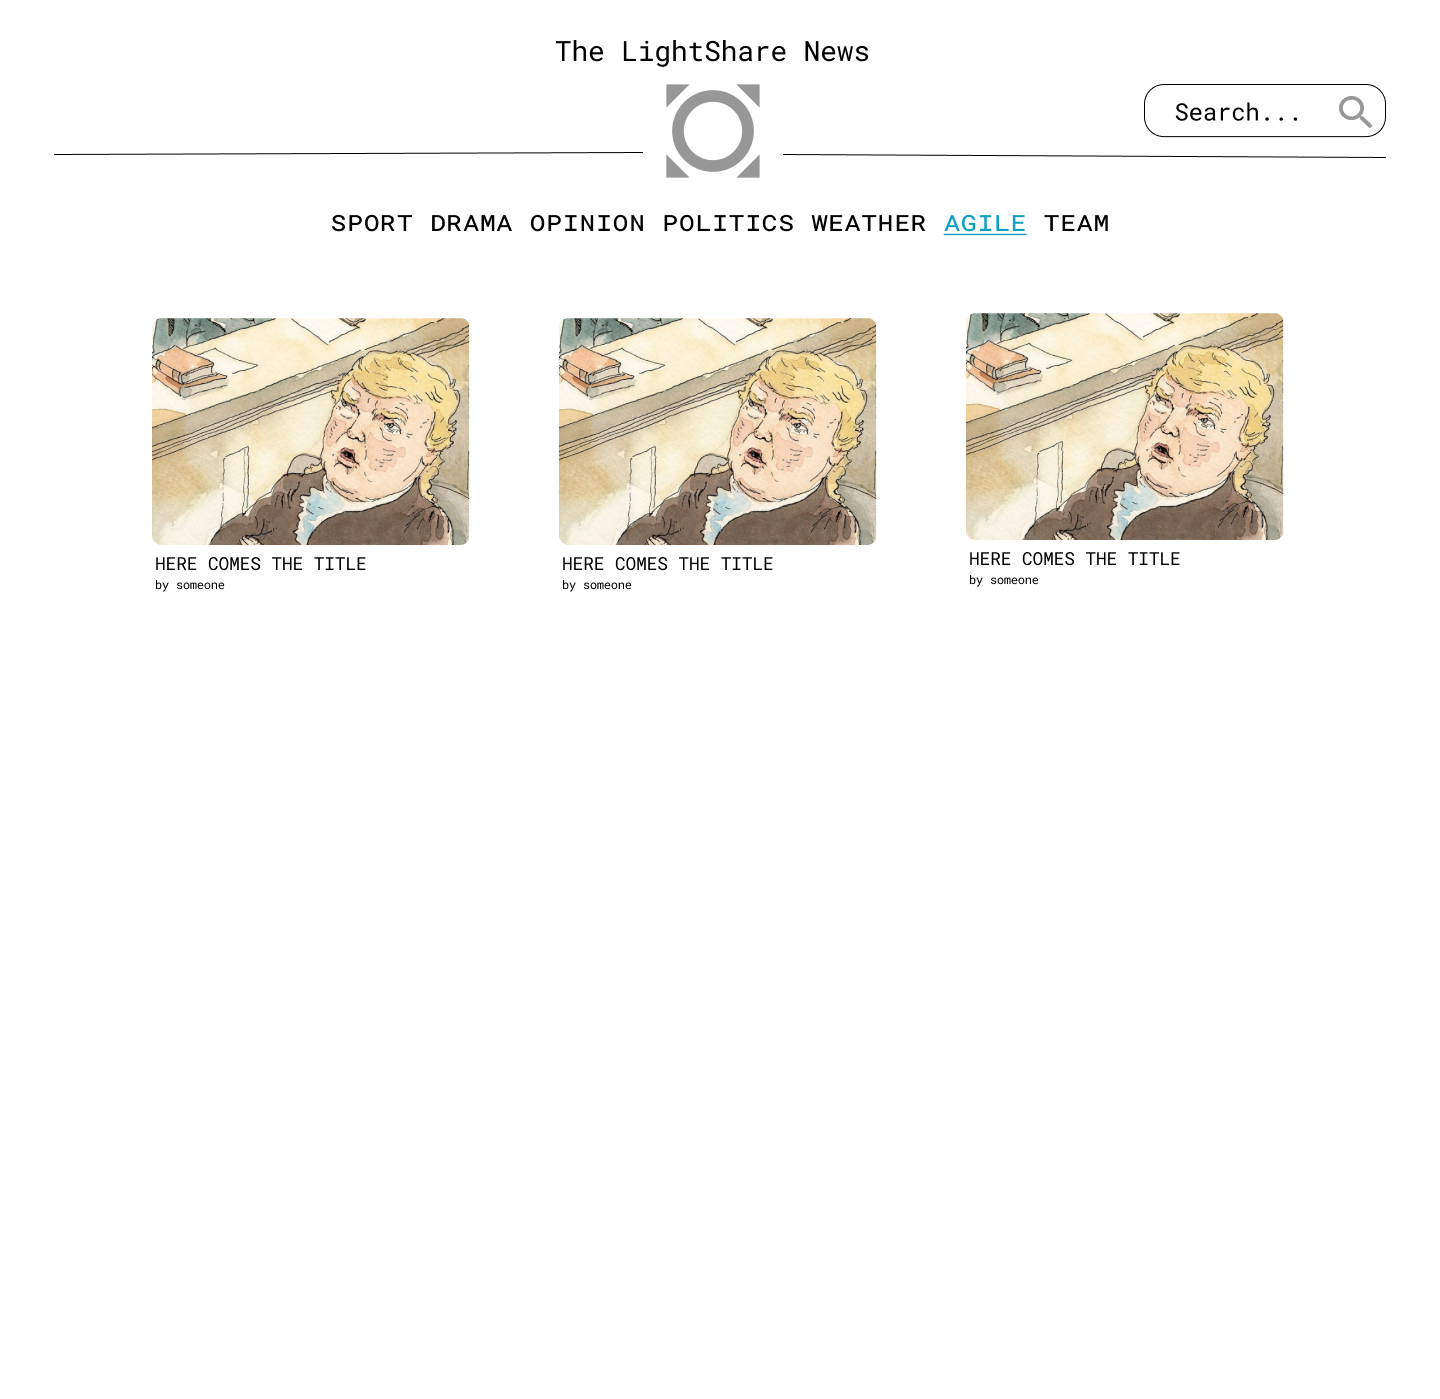 The LightShare News
Search...
SPORT DRAMA OPINION POLITICS WEATHER AGILE TEAM
HERE COMES THE TITLE
by someone
HERE COMES THE TITLE
by someone
HERE COMES THE TITLE
by someone